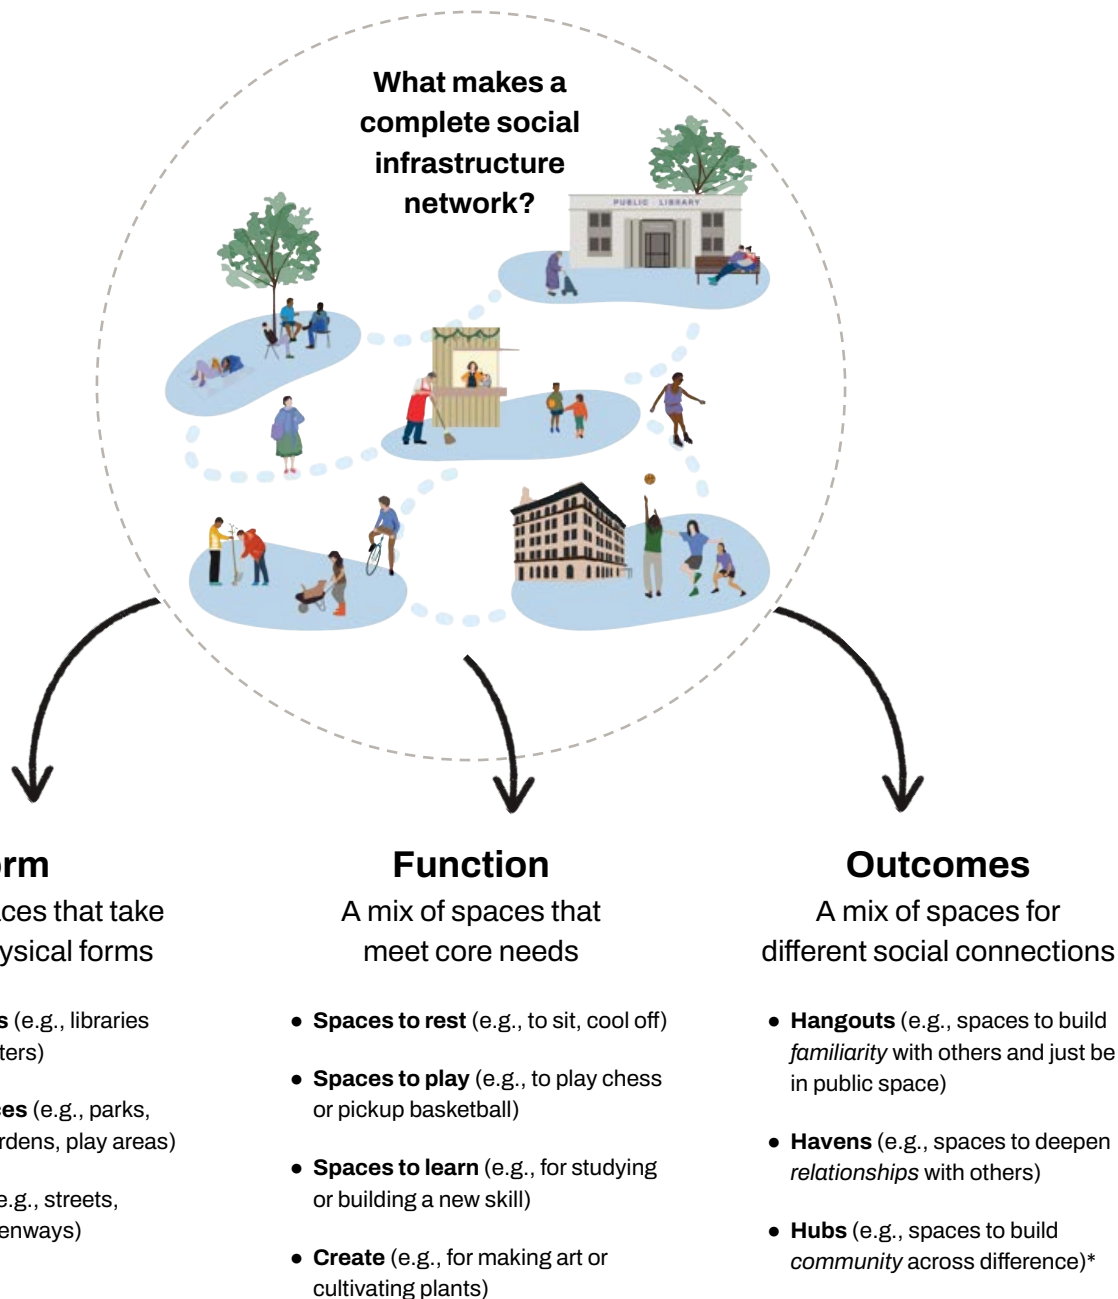 What makes a
complete social
infrastructure
network?
PUBLIC LIBRARY
Function
A mix of spaces that
meet core needs
● Spaces to rest (e.g., to sit, cool off)
● Spaces to play (e.g., to play chess
or pickup basketball)
● Spaces to learn (e.g., for studying
or building a new skill)
● Create (e.g., for making art or
cultivating plants)
Outcomes
A mix of spaces for
different social connections
● Hangouts (e.g., spaces to build
familiarity with others and just be
in public space)
● Havens (e.g., spaces to deepen
relationships with others)
● Hubs (e.g., spaces to build
community across difference)*
orm
ces that take
ysical forms
s (e.g., libraries
ters)
ces (e.g., parks,
rdens, play areas)
e.g., streets,
enways)